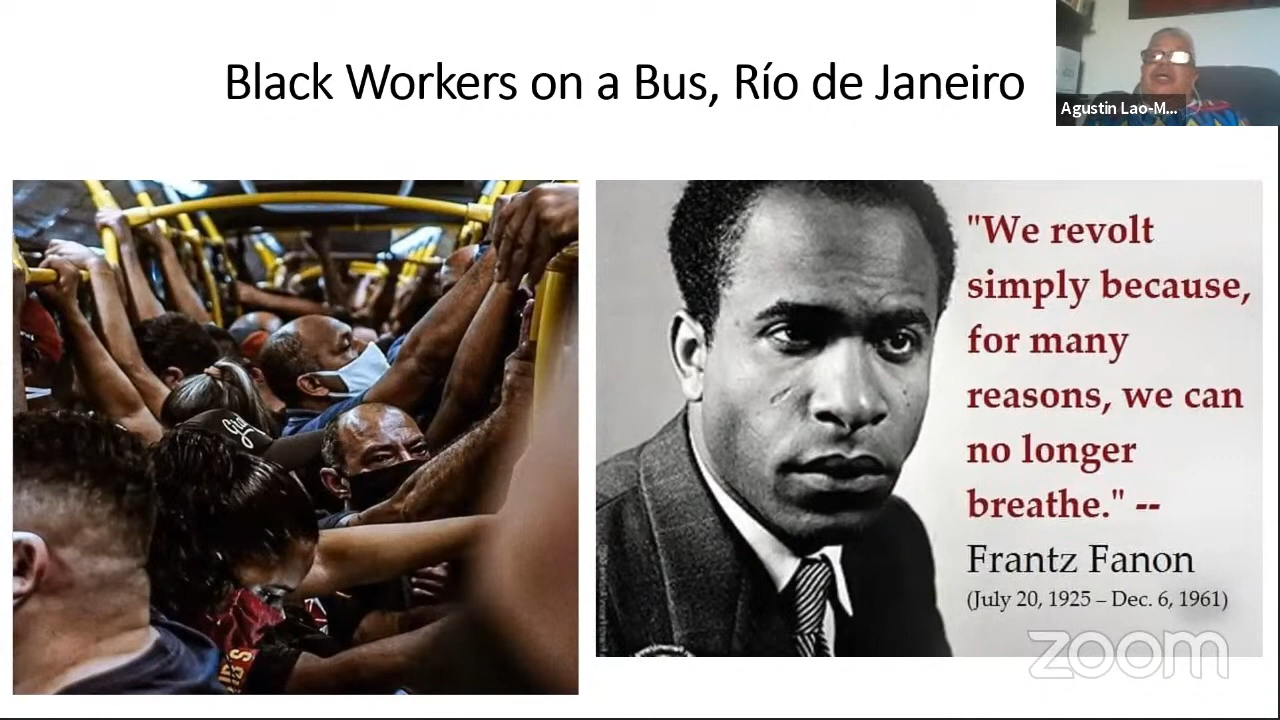 Black Workers on a Bus, Río de Janeiro
Agustin Lao-M...
"We revolt
simply because,
for many
reasons, we can
no longer
breathe." --
Frantz Fanon
(July 20, 1925 – Dec. 6, 1961)
zoom